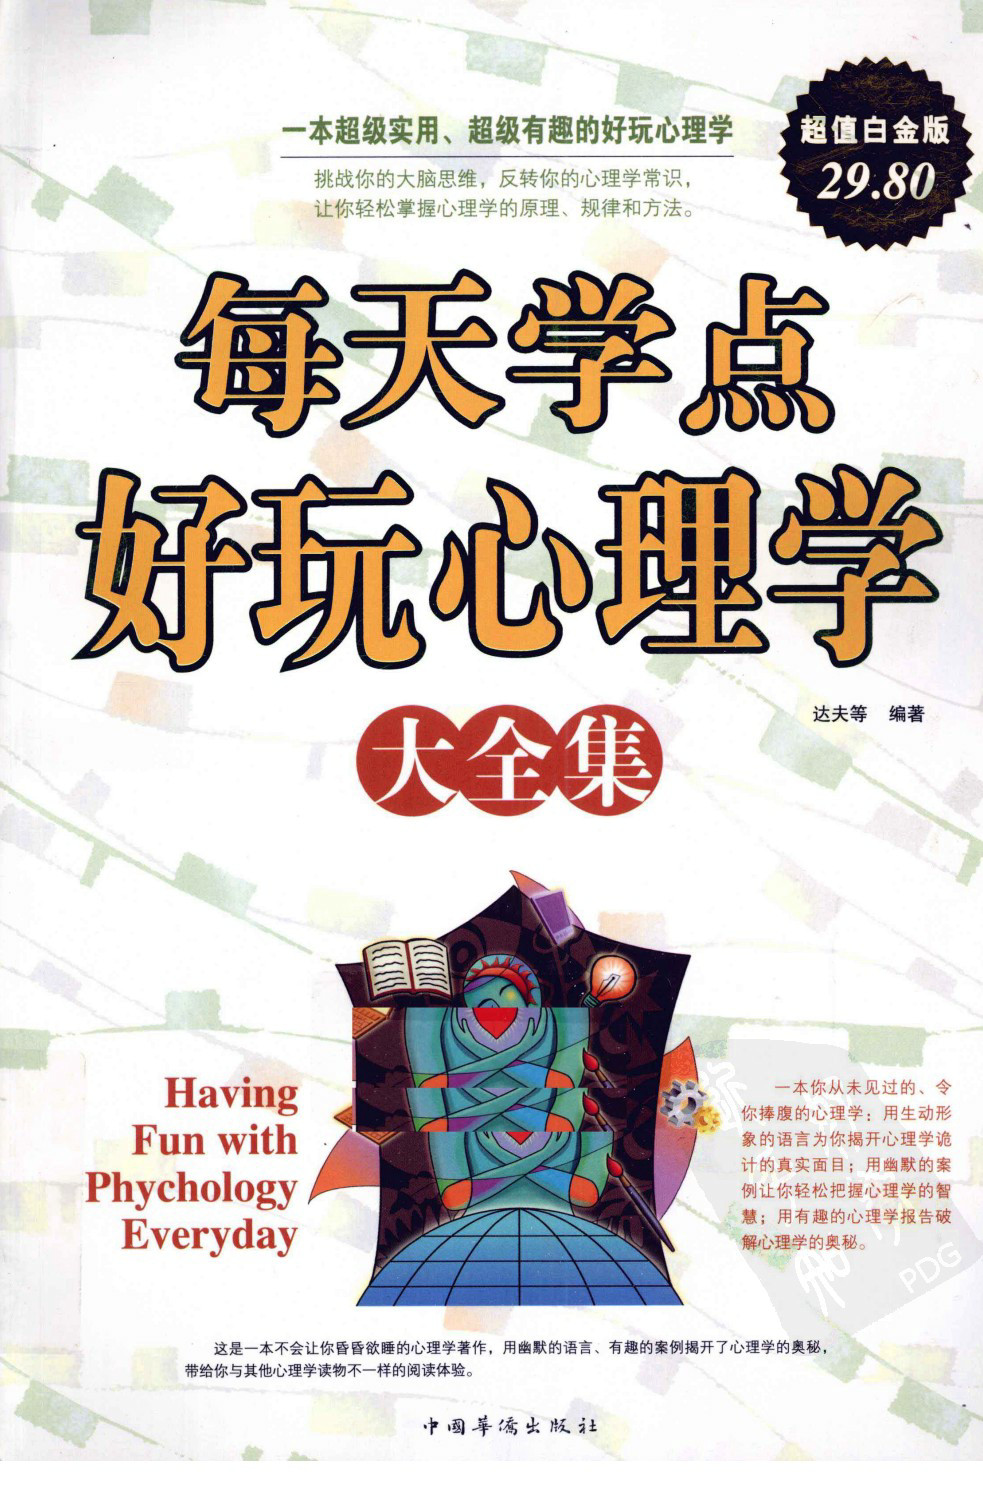 一本超级实用、超级有趣的好玩心理学
挑战你的大脑思维，反转你的心理学常识，
让你轻松掌握心理学的原理、规律和方法。
超值白金版
29.80
每天学点
好玩心理学
达夫等 编著
大全集
Having
Fun with
Phychology
Everyday
一本你从未见过的、令
你捧腹的心理学；用生动形
象的语言为你揭开心理学诡
计的真实面目；用幽默的案
例让你轻松把握心理学的智
慧；用有趣的心理学报告破
解心理学的奥秘。
PDG
这是一本不会让你昏昏欲睡的心理学著作，用幽默的语言、有趣的案例揭开了心理学的奥秘，
带给你与其他心理学读物不一样的阅读体验。
中國華僑出版社